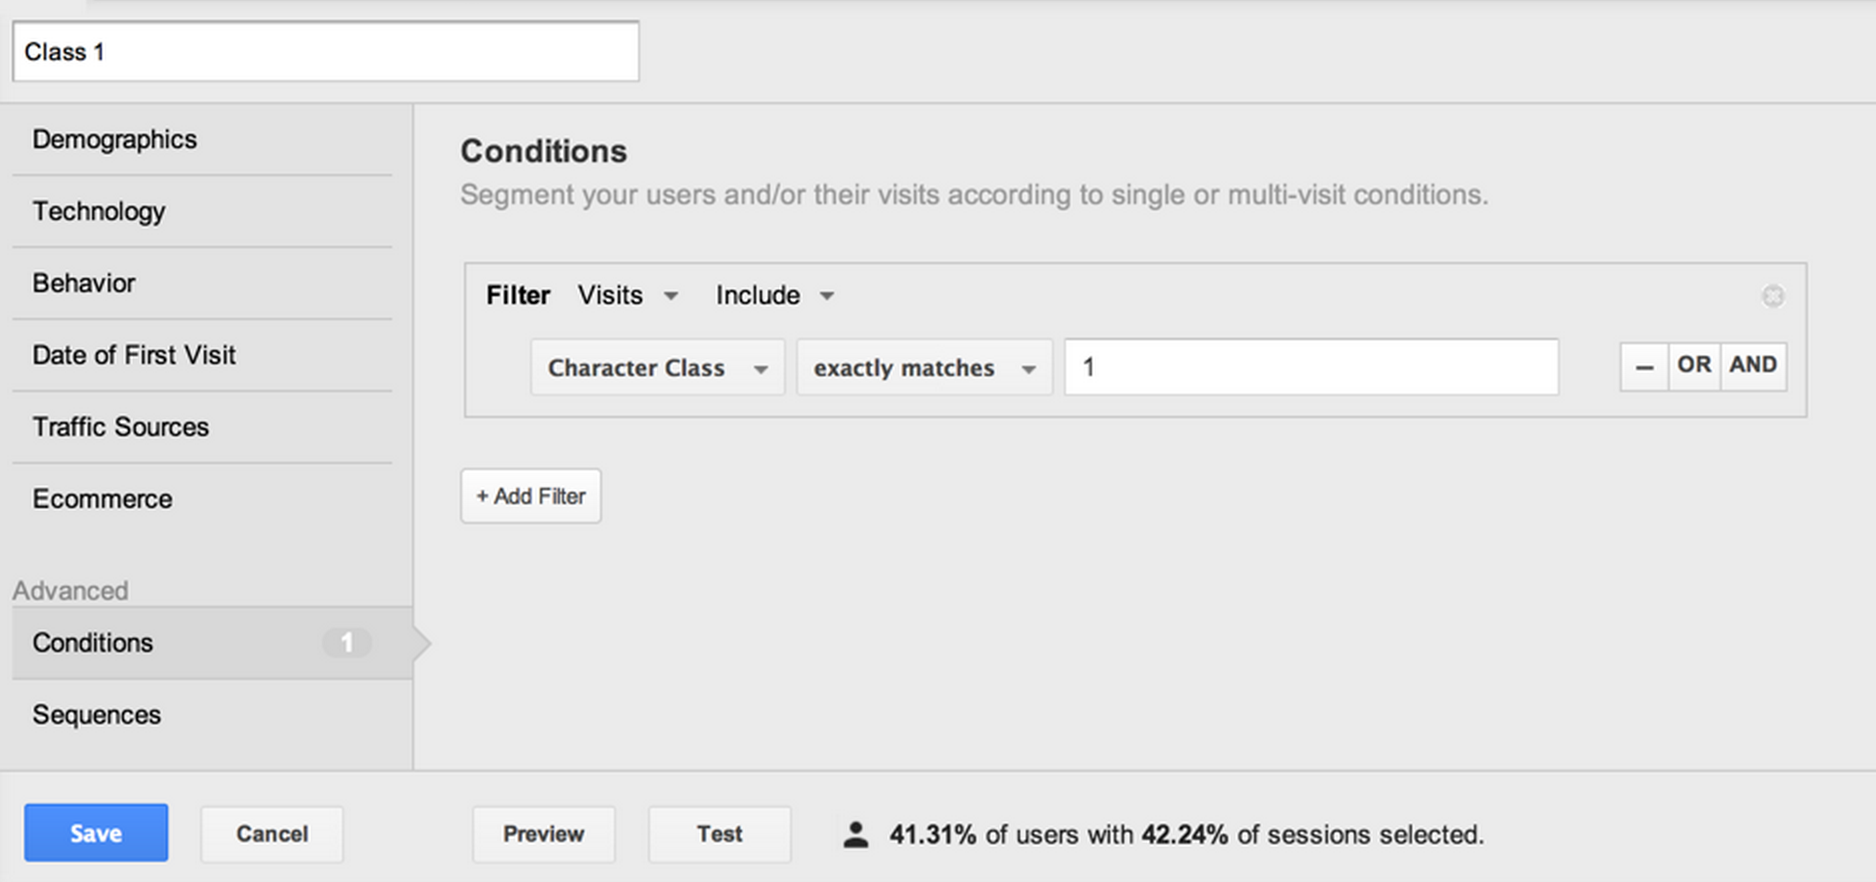 Class 1
Demographics
Technology
Behavior
Date of First Visit
Traffic Sources
Ecommerce
Advanced
Conditions 1
Sequences
Conditions
Segment your users and/or their visits according to single or multi-visit conditions.
Filter Visits Include
Character Class exactly matches 1 – OR AND
+ Add Filter
Save Cancel Preview Test 41.31% of users with 42.24% of sessions selected.